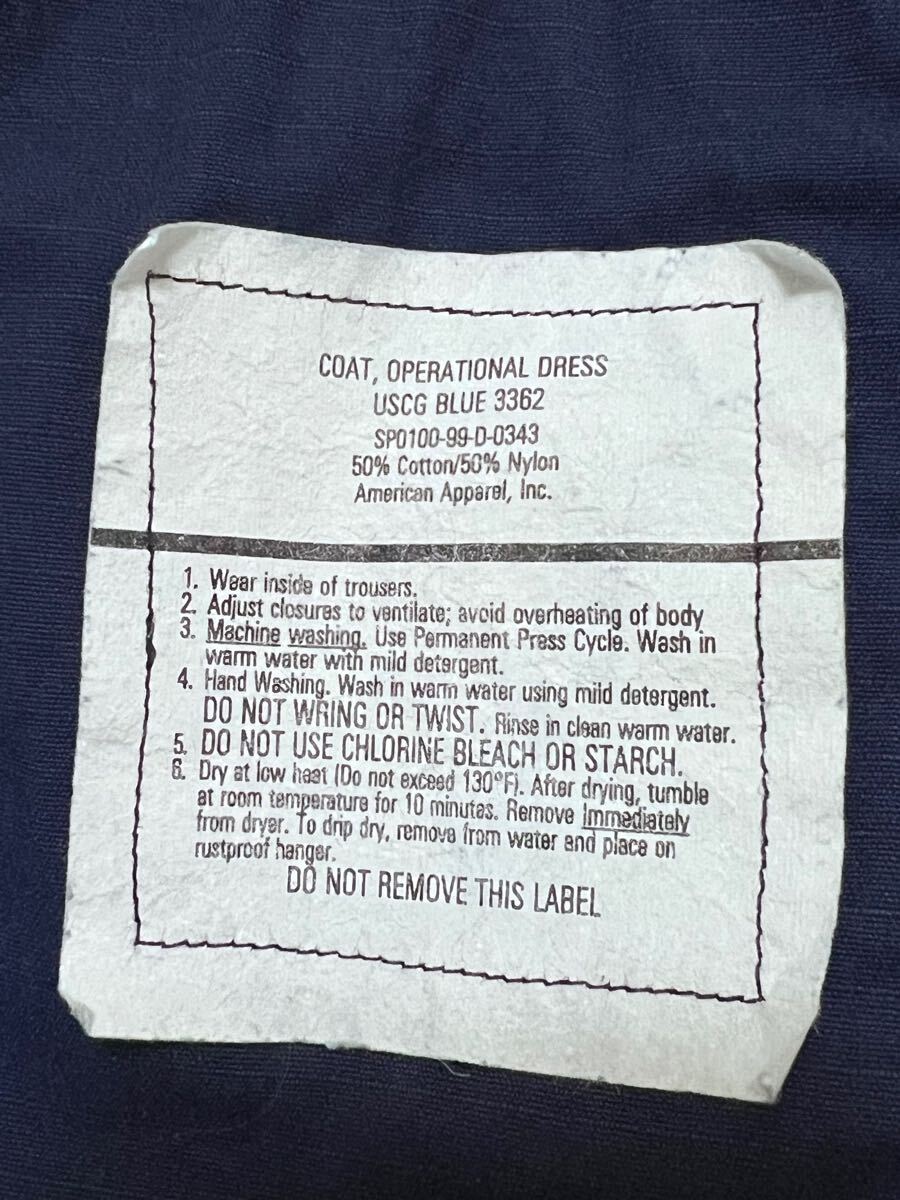 COAT, OPERATIONAL DRESS
USCG BLUE 3362
SP0100-99-D-0343
50% Cotton/50% Nylon
American Apparel, Inc.
1. Wear inside of trousers.
2. Adjust closures to ventilate; avoid overheating of body
3. Machine washing. Use Permanent Press Cycle. Wash in
warm water with mild detergent.
4. Hand Washing. Wash in warm water using mild detergent.
DO NOT WRING OR TWIST. Rinse in clean warm water.
5. DO NOT USE CHLORINE BLEACH OR STARCH.
6. Dry at low heat (Do not exceed 130°F). After drying, tumble
at room temperature for 10 minutes. Remove Immediately
from dryer. To drip dry, remove from water and place on
rustproof hanger.
DO NOT REMOVE THIS LABEL